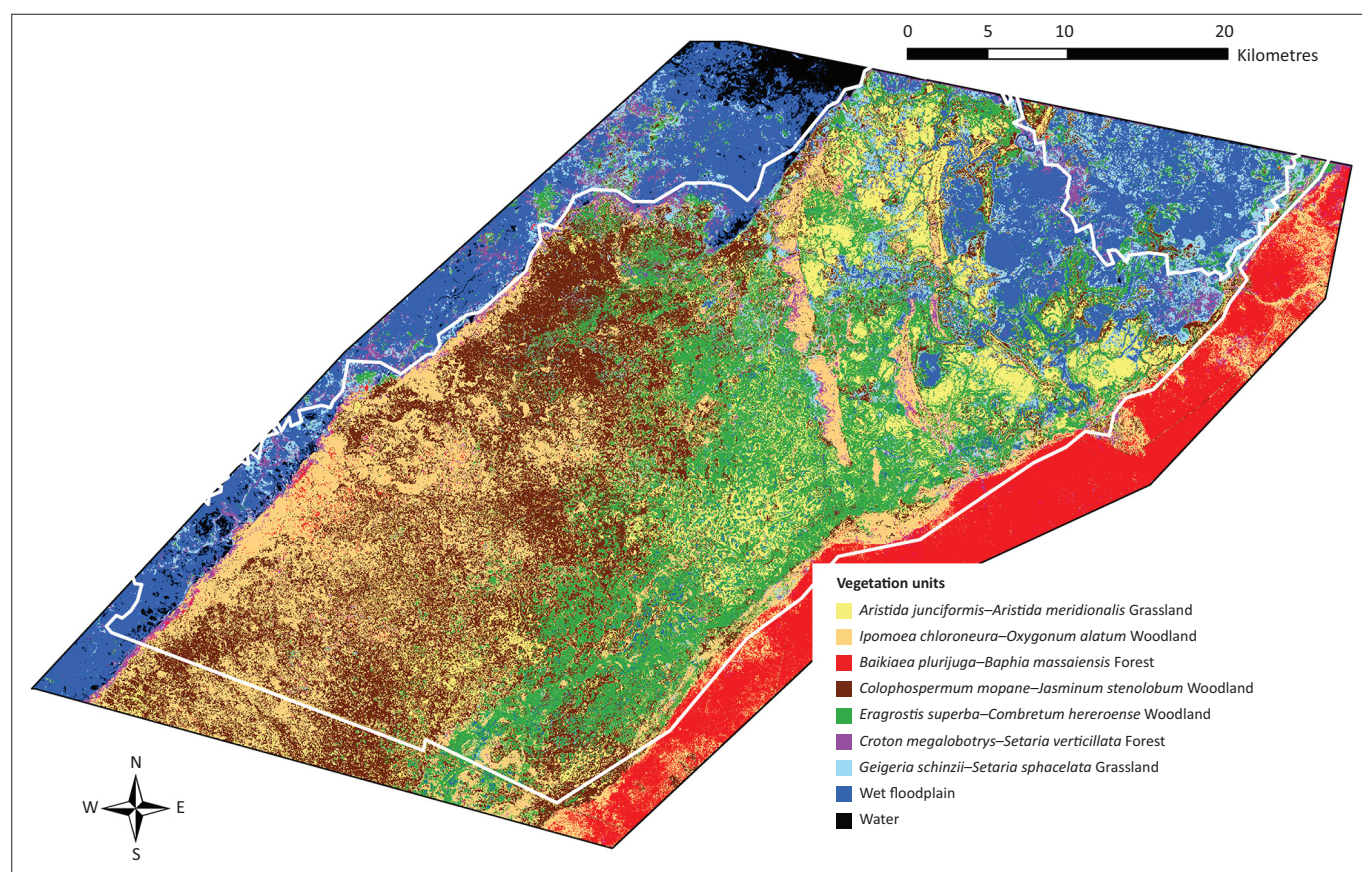 0 5 10 20
Kilometres
Vegetation units
Aristida junciformis–Aristida meridionalis Grassland
Ipomoea chloroneura–Oxygonum alatum Woodland
Baikiaea plurijuga–Baphia massaiensis Forest
Colophospermum mopane–Jasminum stenolobum Woodland
Eragrostis superba–Combretum hereroense Woodland
Croton megalobotrys–Setaria verticillata Forest
Geigeria schinzii–Setaria sphacelata Grassland
Wet floodplain
Water
N
W E
S